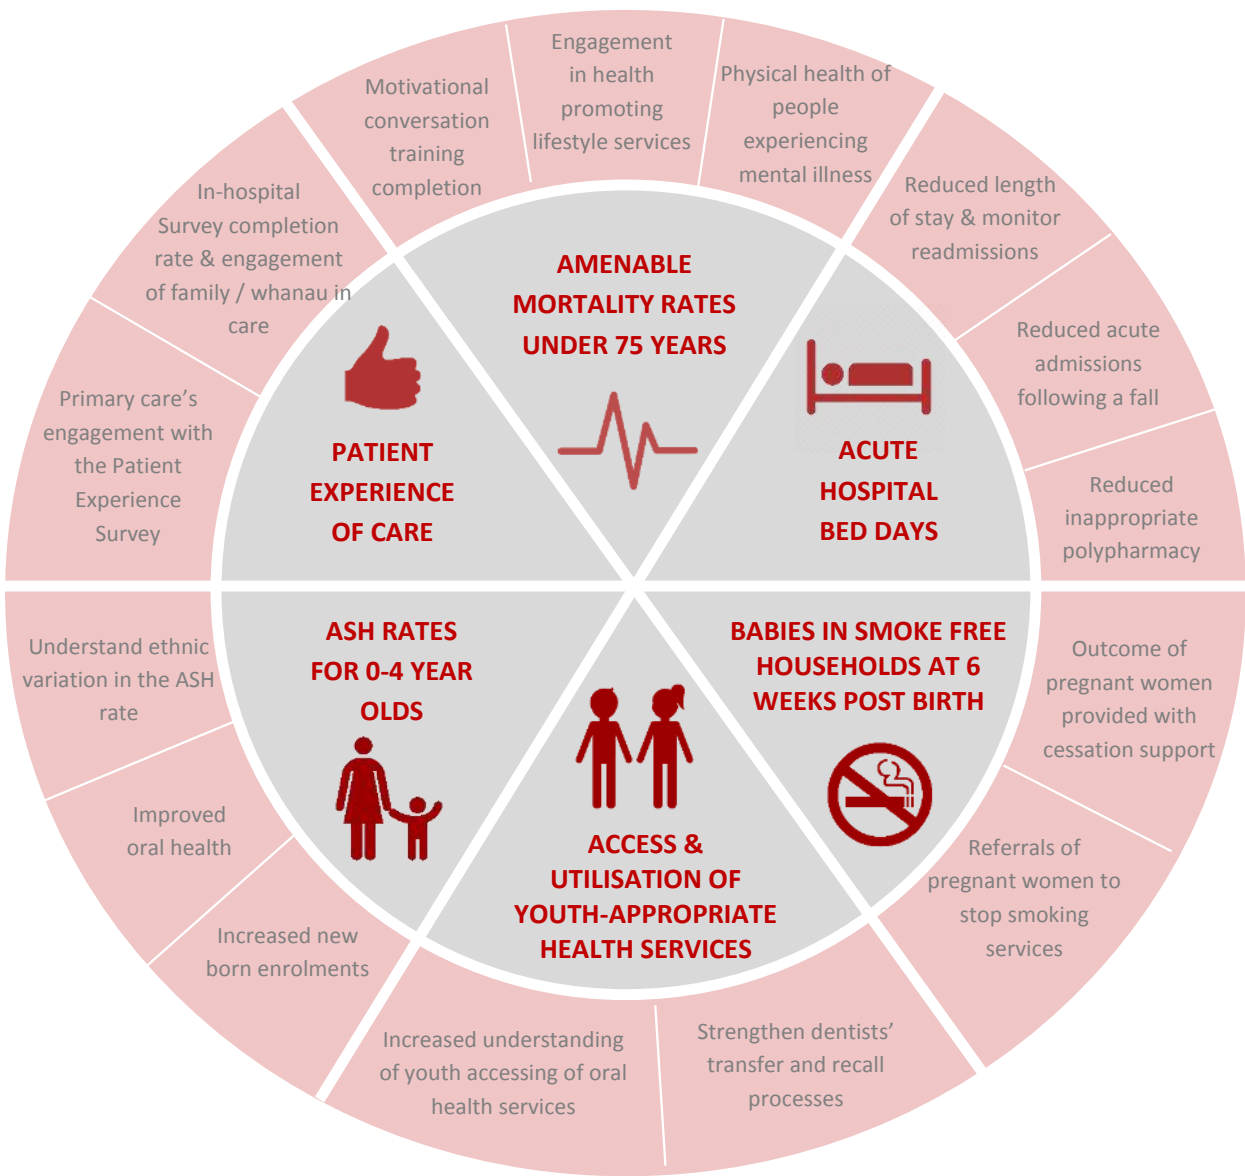 Motivational
conversation
training
completion
Engagement
in health
promoting
lifestyle services
Physical health of
people
experiencing
mental illness
In-hospital
Survey completion
rate & engagement
of family / whanau in
care
Primary care’s
engagement with
the Patient
Experience
Survey
Reduced length
of stay & monitor
readmissions
Reduced acute
admissions
following a fall
Reduced
inappropriate
polypharmacy
AMENABLE
MORTALITY RATES
UNDER 75 YEARS
PATIENT
EXPERIENCE
OF CARE
ACUTE
HOSPITAL
BED DAYS
ASH RATES
FOR 0-4 YEAR
OLDS
BABIES IN SMOKE FREE
HOUSEHOLDS AT 6
WEEKS POST BIRTH
ACCESS &
UTILISATION OF
YOUTH-APPROPRIATE
HEALTH SERVICES
Understand ethnic
variation in the ASH
rate
Improved
oral health
Increased new
born enrolments
Outcome of
pregnant women
provided with
cessation support
Referrals of
pregnant women to
stop smoking
services
Increased understanding
of youth accessing of oral
health services
Strengthen dentists’
transfer and recall
processes